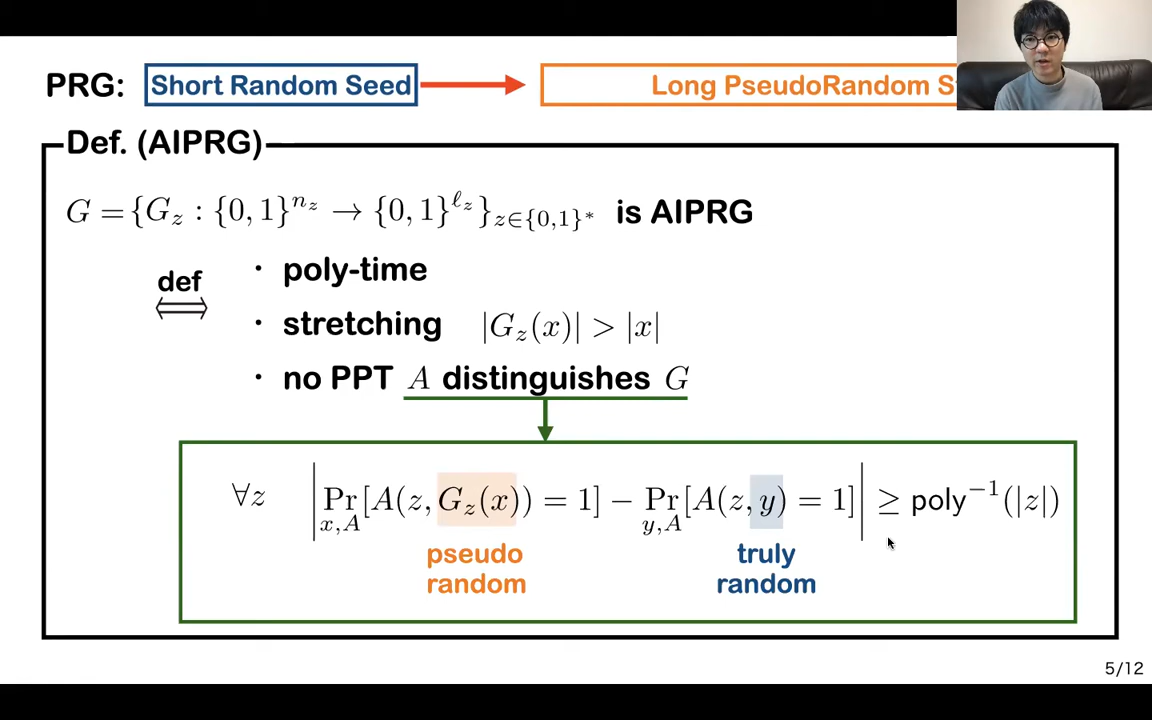 PRG: Short Random Seed Long PseudoRandom
Def. (AIPRG)
G = {G_z : {0,1}^{n_z} → {0,1}^{ℓ_z}}_{z∈{0,1}*} is AIPRG
def ⟺
· poly-time
· stretching |G_z(x)| > |x|
· no PPT A distinguishes G
∀z |Pr_{x,A}[A(z, G_z(x)) = 1] − Pr_{y,A}[A(z, y) = 1]| ≥ poly^{−1}(|z|)
pseudo random
truly random
5/12